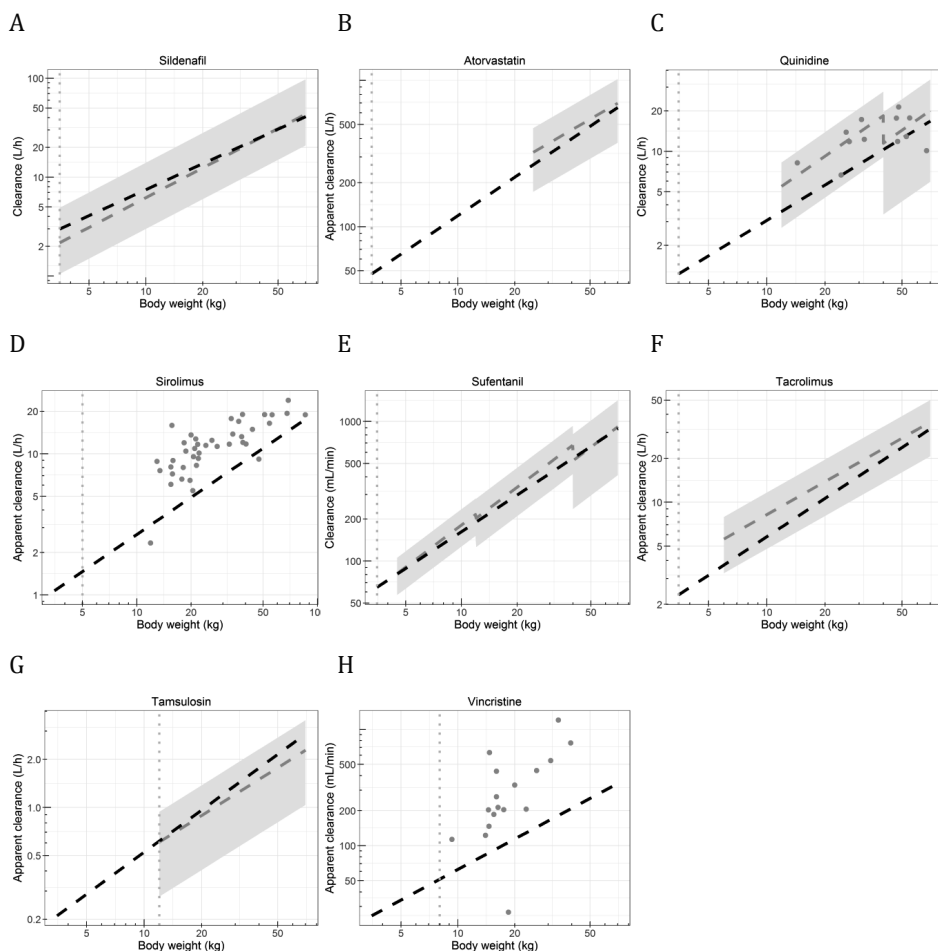 A
B
C
Sildenafil
Atorvastatin
Quinidine
Clearance (L/h)
100
50
20
10
5
2
5
10
20
50
Body weight (kg)
Apparent clearance (L/h)
500
200
100
50
5
10
20
50
Body weight (kg)
Clearance (L/h)
20
10
5
2
5
10
20
50
Body weight (kg)
D
E
F
Sirolimus
Sufentanil
Tacrolimus
Apparent clearance (L/h)
20
10
5
2
1
5
10
20
50
10
Body weight (kg)
Clearance (mL/min)
1000
500
200
100
50
5
10
20
50
Body weight (kg)
Apparent clearance (L/h)
50
20
10
5
2
5
10
20
50
Body weight (kg)
G
H
Tamsulosin
Vincristine
Apparent clearance (L/h)
2.0
1.0
0.5
0.2
5
10
20
50
Body weight (kg)
Apparent clearance (mL/min)
500
200
100
50
5
10
20
50
Body weight (kg)